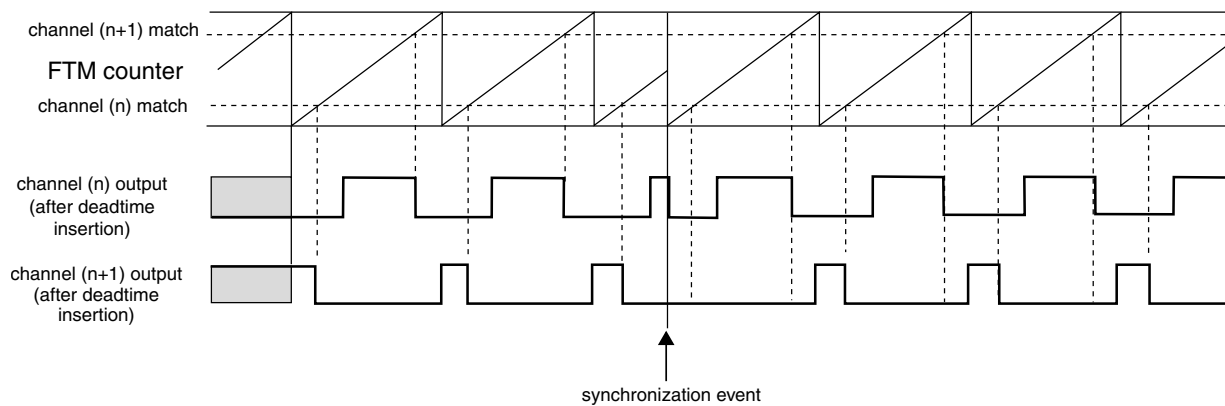 channel (n+1) match
FTM counter
channel (n) match
channel (n) output
(after deadtime
insertion)
channel (n+1) output
(after deadtime
insertion)
synchronization event